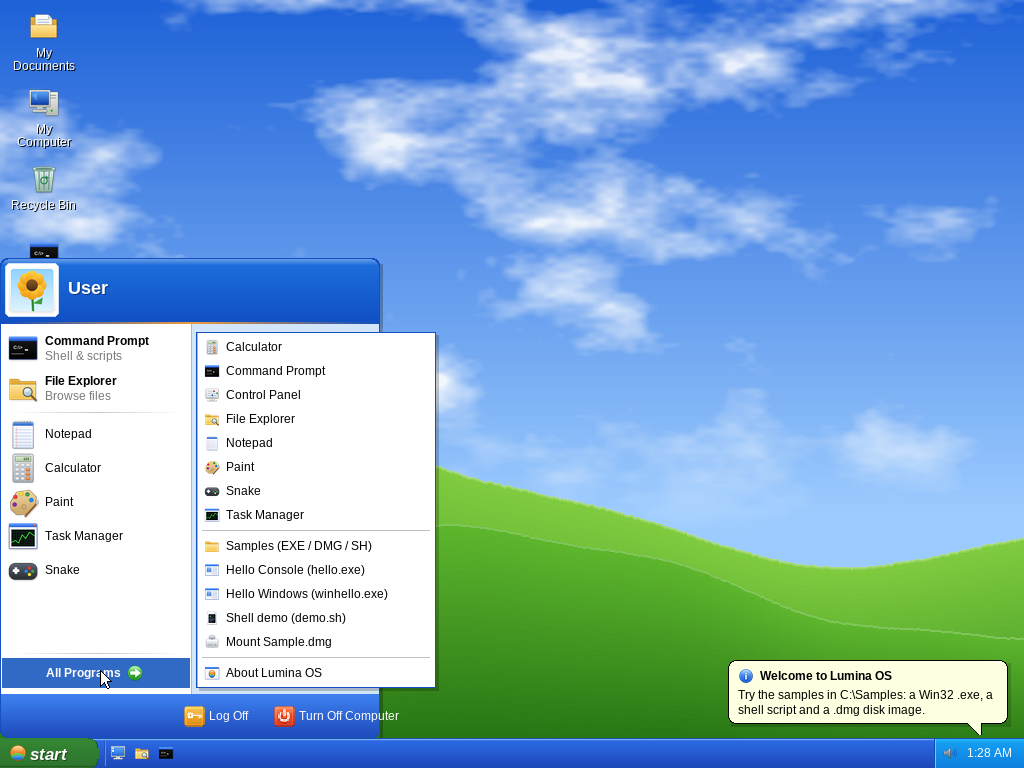 My
Documents
My
Computer
Recycle Bin
C:\>_
User
Command Prompt
Shell & scripts
File Explorer
Browse files
Notepad
Calculator
Paint
Task Manager
Snake
All Programs
Calculator
Command Prompt
Control Panel
File Explorer
Notepad
Paint
Snake
Task Manager
Samples (EXE / DMG / SH)
Hello Console (hello.exe)
Hello Windows (winhello.exe)
Shell demo (demo.sh)
Mount Sample.dmg
About Lumina OS
Log Off
Turn Off Computer
Welcome to Lumina OS
Try the samples in C:\Samples: a Win32 .exe, a
shell script and a .dmg disk image.
start
1:28 AM